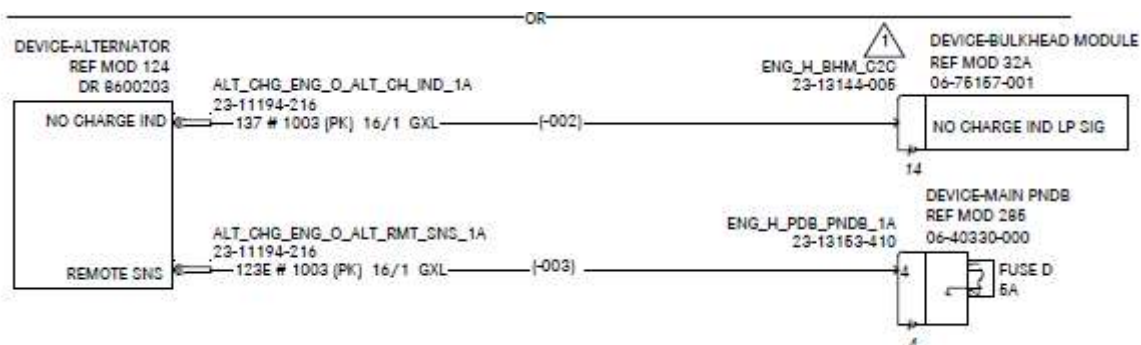 OR
DEVICE-ALTERNATOR
REF MOD 124
DR 8600203
NO CHARGE IND
REMOTE SNS
ALT_CHG_ENG_O_ALT_CH_IND_1A
23-11194-216
137 # 1003 (PK) 16/1 GXL
(-002)
ENG_H_BHM_C2C
23-13144-005
1
DEVICE-BULKHEAD MODULE
REF MOD 32A
06-75157-001
NO CHARGE IND LP SIG
14
ALT_CHG_ENG_O_ALT_RMT_SNS_1A
23-11194-216
123E # 1003 (PK) 16/1 GXL
(-003)
ENG_H_PDB_PNDB_1A
23-13153-410
DEVICE-MAIN PNDB
REF MOD 285
06-40330-000
4
FUSE D
5A
4